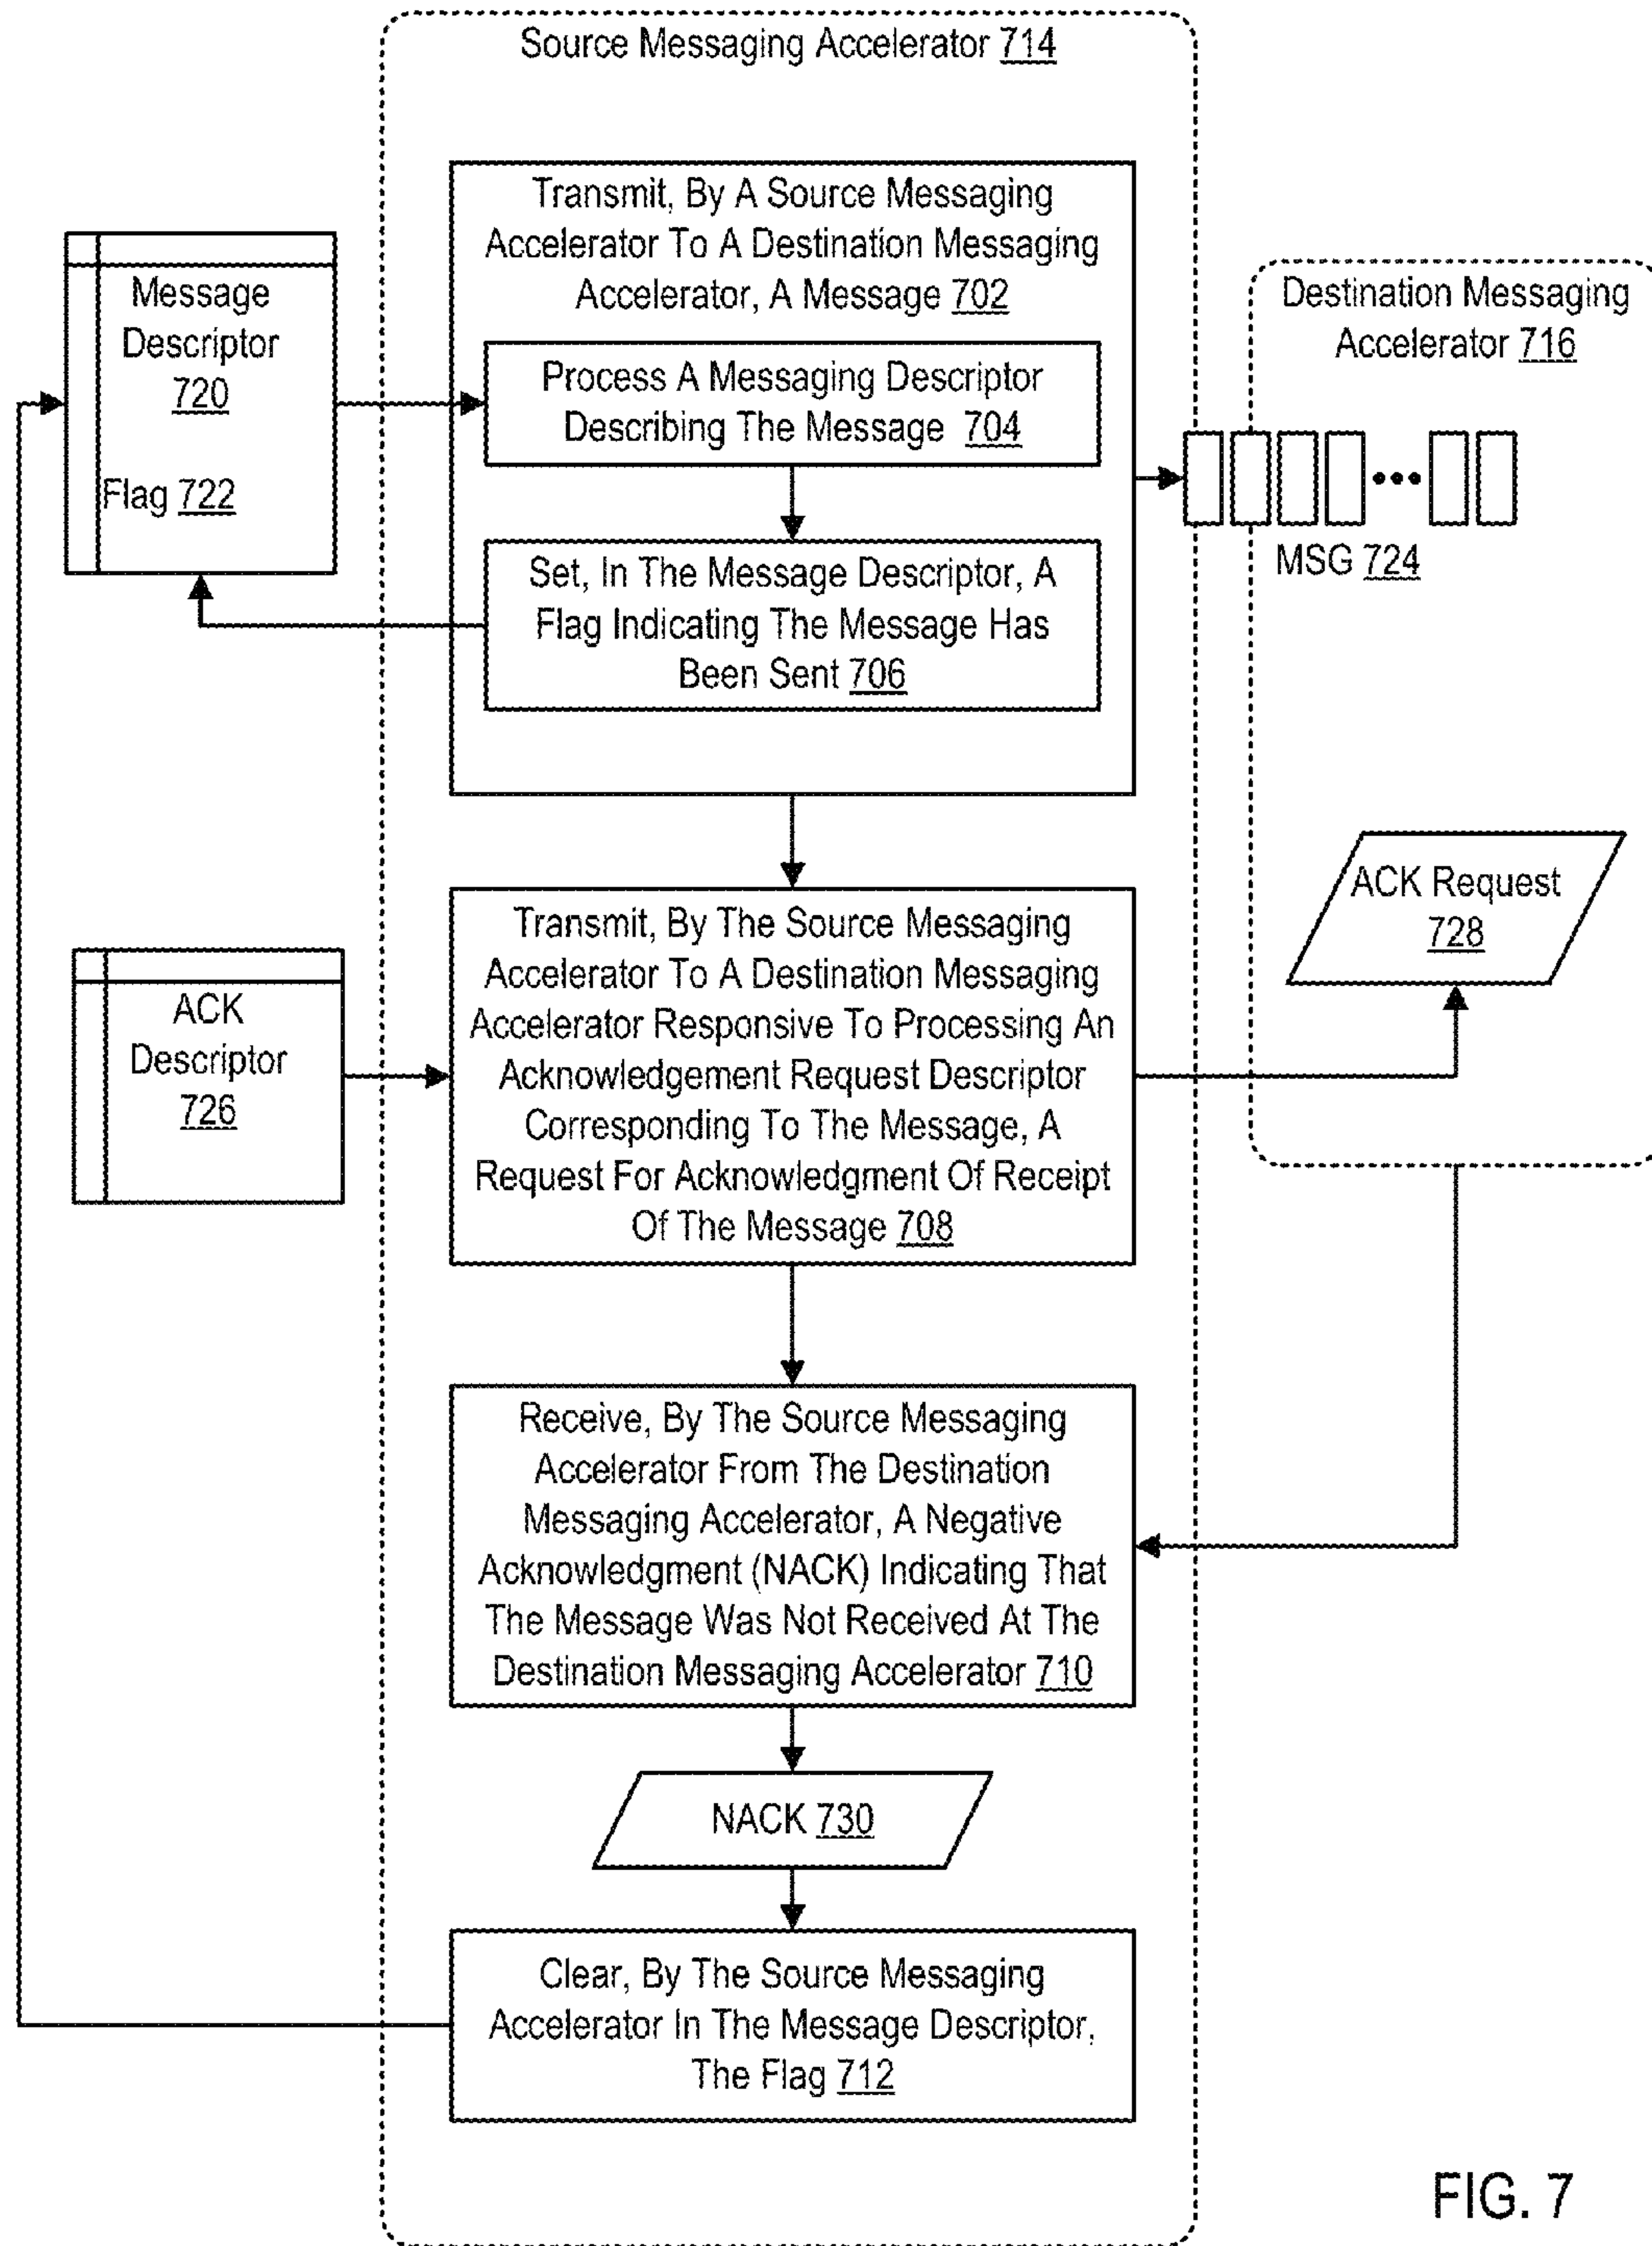 Source Messaging Accelerator 714
Transmit, By A Source Messaging
Accelerator To A Destination Messaging
Accelerator, A Message 702
Message
Descriptor
720
Flag 722
Process A Messaging Descriptor
Describing The Message 704
Set, In The Message Descriptor, A
Flag Indicating The Message Has
Been Sent 706
Destination Messaging
Accelerator 716
MSG 724
ACK Request
728
ACK
Descriptor
726
Transmit, By The Source Messaging
Accelerator To A Destination Messaging
Accelerator Responsive To Processing An
Acknowledgement Request Descriptor
Corresponding To The Message, A
Request For Acknowledgment Of Receipt
Of The Message 708
Receive, By The Source Messaging
Accelerator From The Destination
Messaging Accelerator, A Negative
Acknowledgment (NACK) Indicating That
The Message Was Not Received At The
Destination Messaging Accelerator 710
NACK 730
Clear, By The Source Messaging
Accelerator In The Message Descriptor,
The Flag 712
FIG. 7